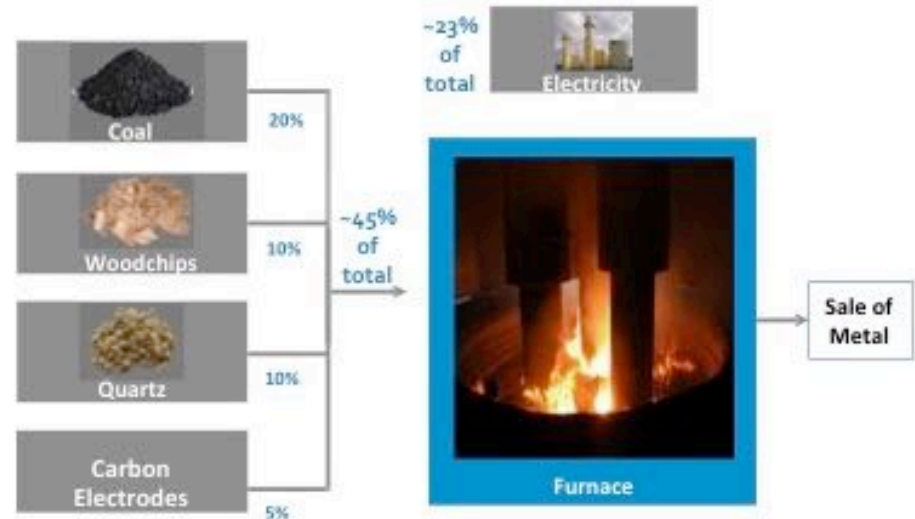 ~23%
of
total
Electricity
Coal
20%
Woodchips
10%
~45%
of
total
Quartz
10%
Carbon
Electrodes
5%
Furnace
Sale of
Metal